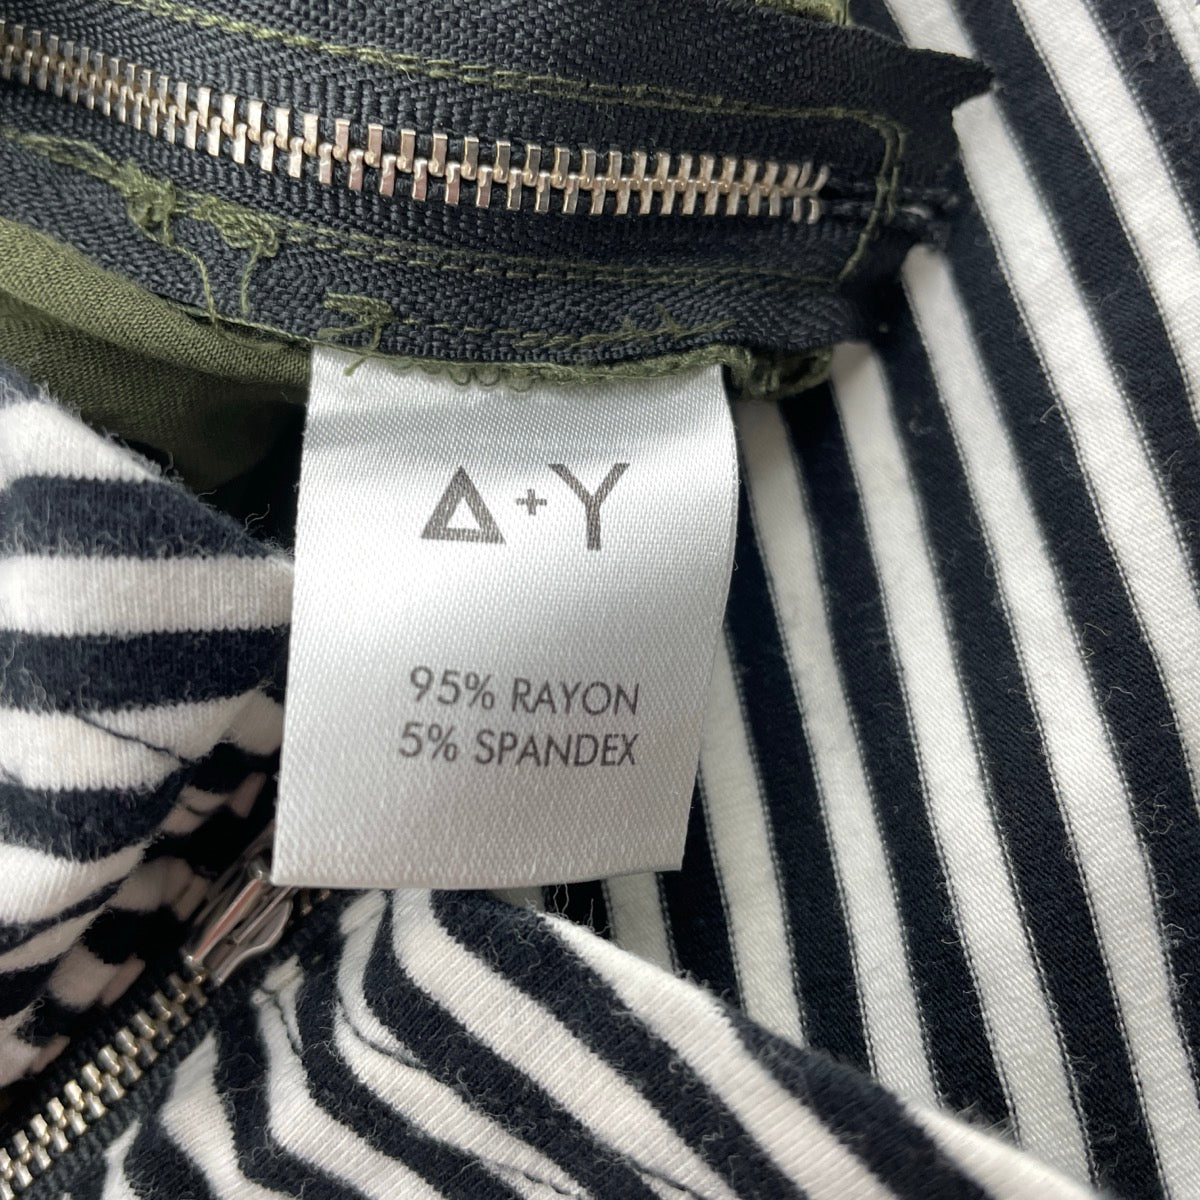 Δ+Y
95% RAYON
5% SPANDEX